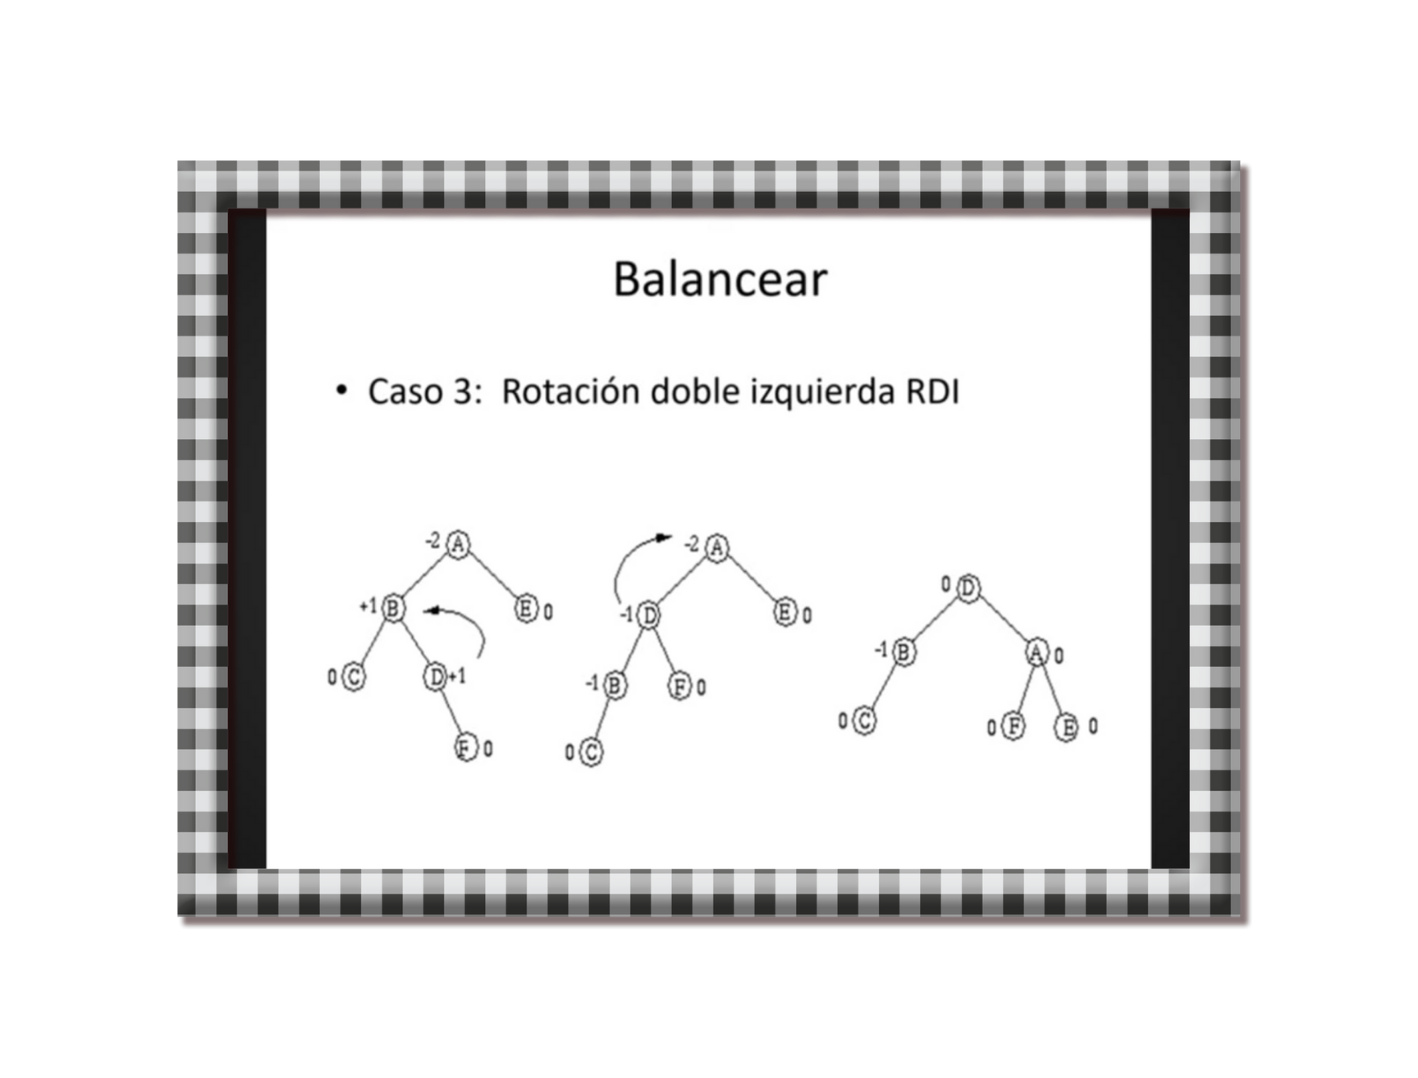 Balancear
• Caso 3: Rotación doble izquierda RDI
-2 A
+1 B
E 0
0 C
D +1
F 0
-2 A
-1 D
E 0
-1 B
F 0
0 C
0 D
-1 B
A 0
0 C
0 F
E 0